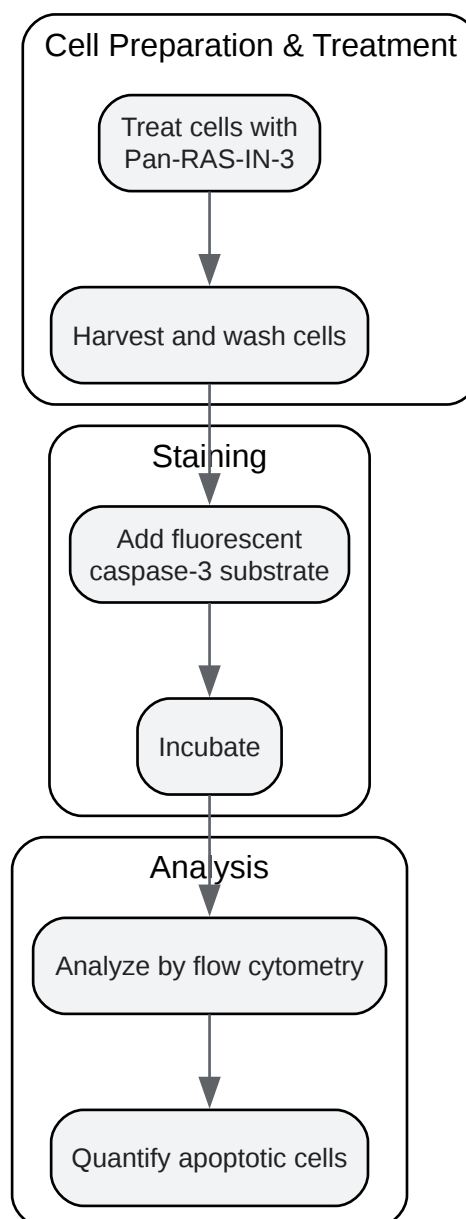 Cell Preparation & Treatment
Treat cells with
Pan-RAS-IN-3
Harvest and wash cells
Staining
Add fluorescent
caspase-3 substrate
Incubate
Analysis
Analyze by flow cytometry
Quantify apoptotic cells